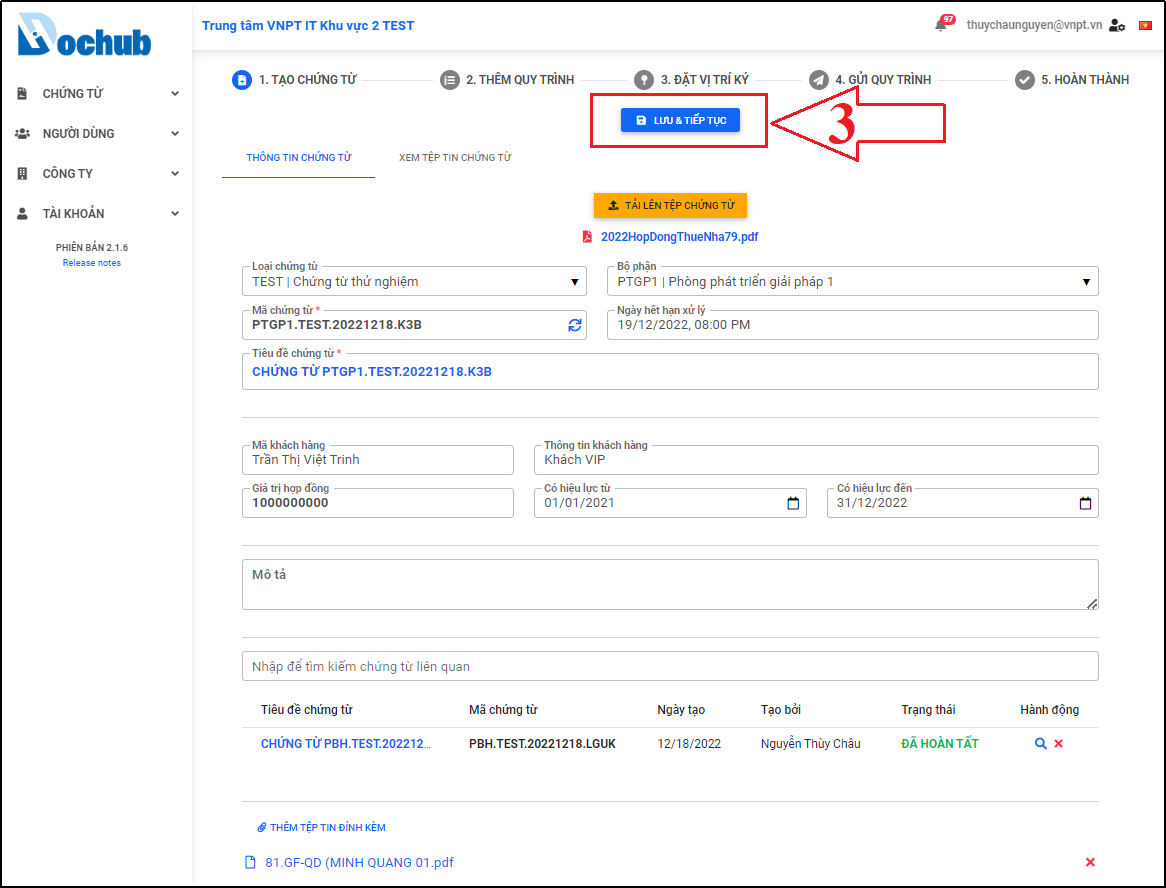 Dochub
Trung tâm VNPT IT Khu vực 2 TEST
97
thuychaunguyen@vnpt.vn
CHỨNG TỪ
NGƯỜI DÙNG
CÔNG TY
TÀI KHOẢN
PHIÊN BẢN 2.1.6
Release notes
1. TẠO CHỨNG TỪ
2. THÊM QUY TRÌNH
3. ĐẶT VỊ TRÍ KÝ
4. GỬI QUY TRÌNH
5. HOÀN THÀNH
LƯU & TIẾP TỤC
3
THÔNG TIN CHỨNG TỪ
XEM TỆP TIN CHỨNG TỪ
TẢI LÊN TỆP CHỨNG TỪ
2022HopDongThueNha79.pdf
Loại chứng từ
TEST | Chứng từ thử nghiệm
Bộ phận
PTGP1 | Phòng phát triển giải pháp 1
Mã chứng từ *
PTGP1.TEST.20221218.K3B
Ngày hết hạn xử lý
19/12/2022, 08:00 PM
Tiêu đề chứng từ *
CHỨNG TỪ PTGP1.TEST.20221218.K3B
Mã khách hàng
Trần Thị Việt Trinh
Thông tin khách hàng
Khách VIP
Giá trị hợp đồng
1000000000
Có hiệu lực từ
01/01/2021
Có hiệu lực đến
31/12/2022
Mô tả
Nhập để tìm kiếm chứng từ liên quan
Tiêu đề chứng từ Mã chứng từ Ngày tạo Tạo bởi Trạng thái Hành động
CHỨNG TỪ PBH.TEST.202212... PBH.TEST.20221218.LGUK 12/18/2022 Nguyễn Thùy Châu ĐÃ HOÀN TẤT
THÊM TỆP TIN ĐÍNH KÈM
81.GF-QD (MINH QUANG 01.pdf